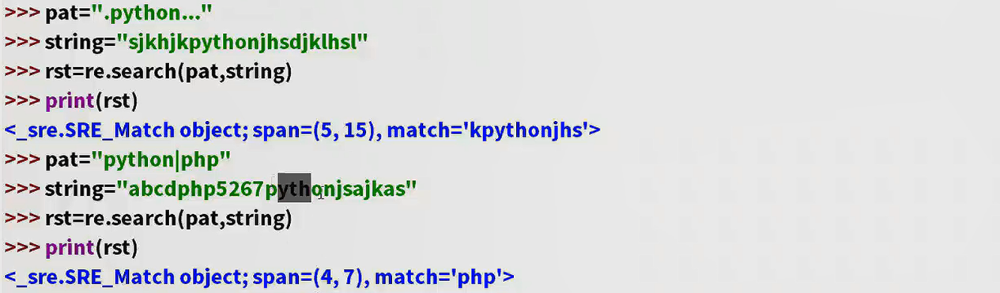 >>> pat=".python..."
>>> string="sjkhjkpythonjhsdjklhsl"
>>> rst=re.search(pat,string)
>>> print(rst)
<_sre.SRE_Match object; span=(5, 15), match='kpythonjhs'>
>>> pat="python|php"
>>> string="abcdphp5267pythonjsajkas"
>>> rst=re.search(pat,string)
>>> print(rst)
<_sre.SRE_Match object; span=(4, 7), match='php'>